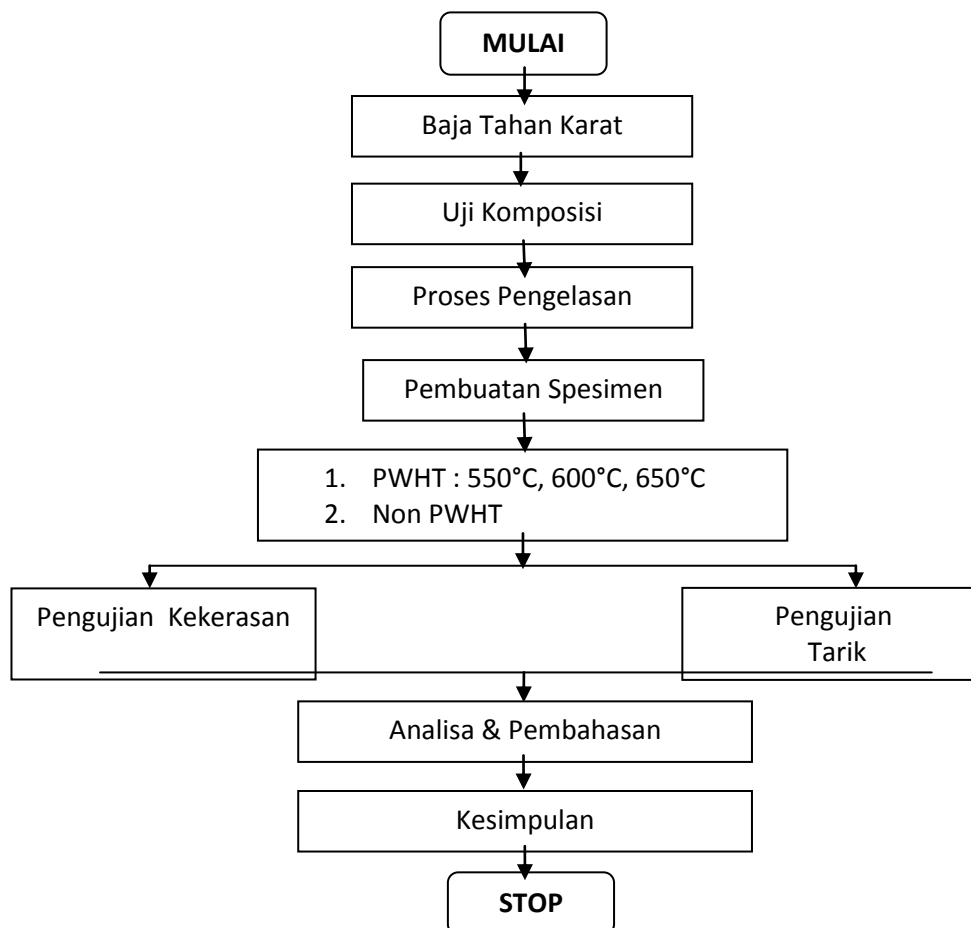 MULAI
Baja Tahan Karat
Uji Komposisi
Proses Pengelasan
Pembuatan Spesimen
1. PWHT : 550°C, 600°C, 650°C
2. Non PWHT
Pengujian Kekerasan
Pengujian
Tarik
Analisa & Pembahasan
Kesimpulan
STOP